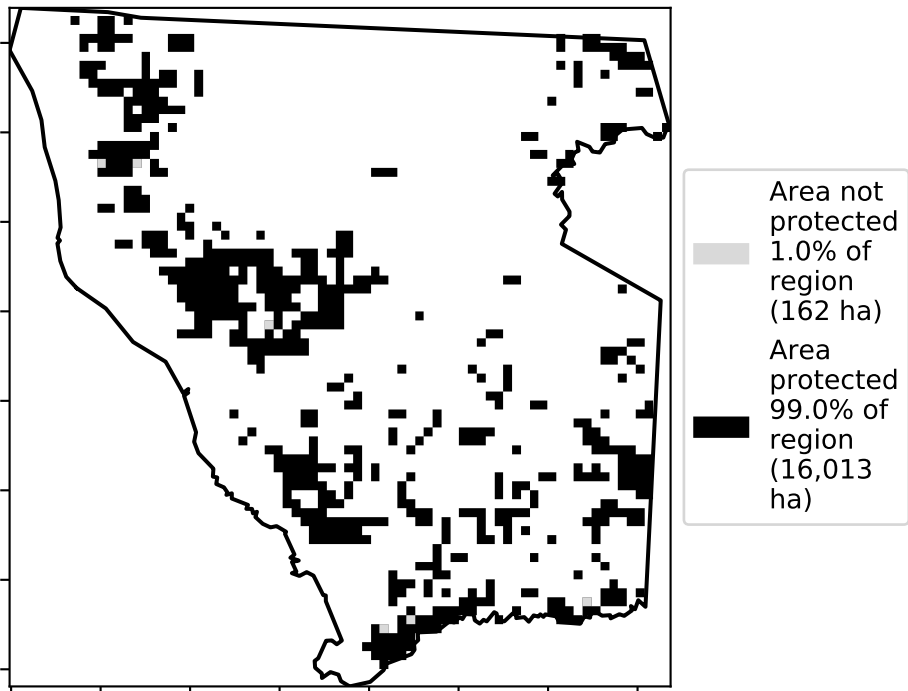 Area not
protected
1.0% of
region
(162 ha)
Area
protected
99.0% of
region
(16,013
ha)